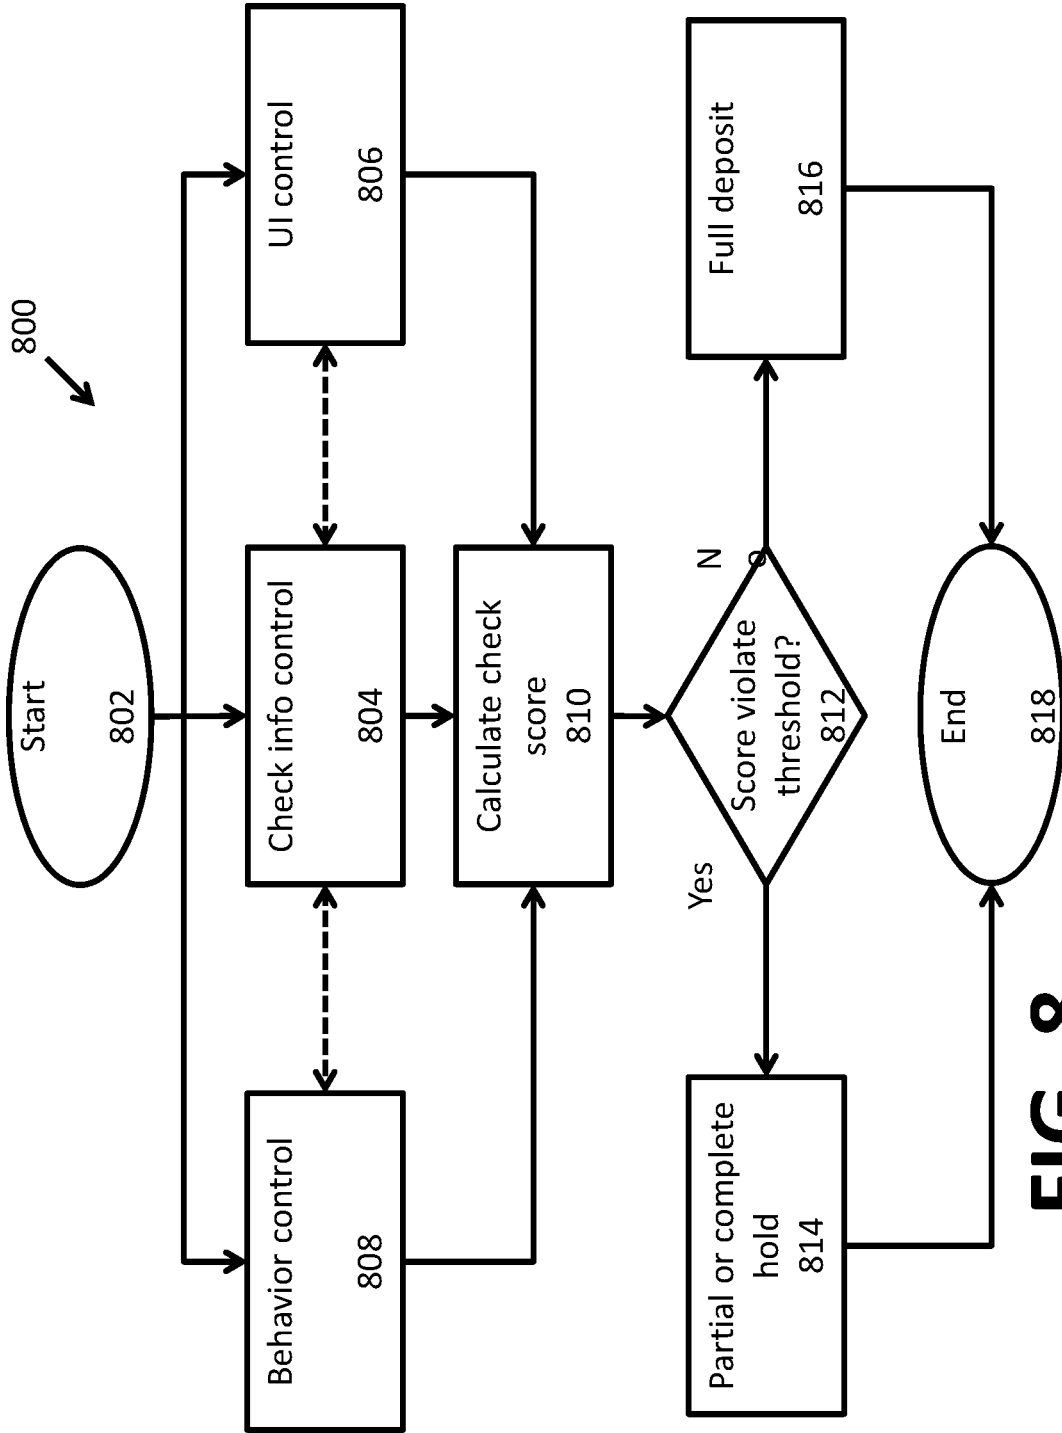 800
Start
802
Behavior control
808
Check info control
804
UI control
806
Calculate check
score
810
Score violate
threshold?
812
Yes
N
o
Partial or complete
hold
814
Full deposit
816
End
818
FIG. 8